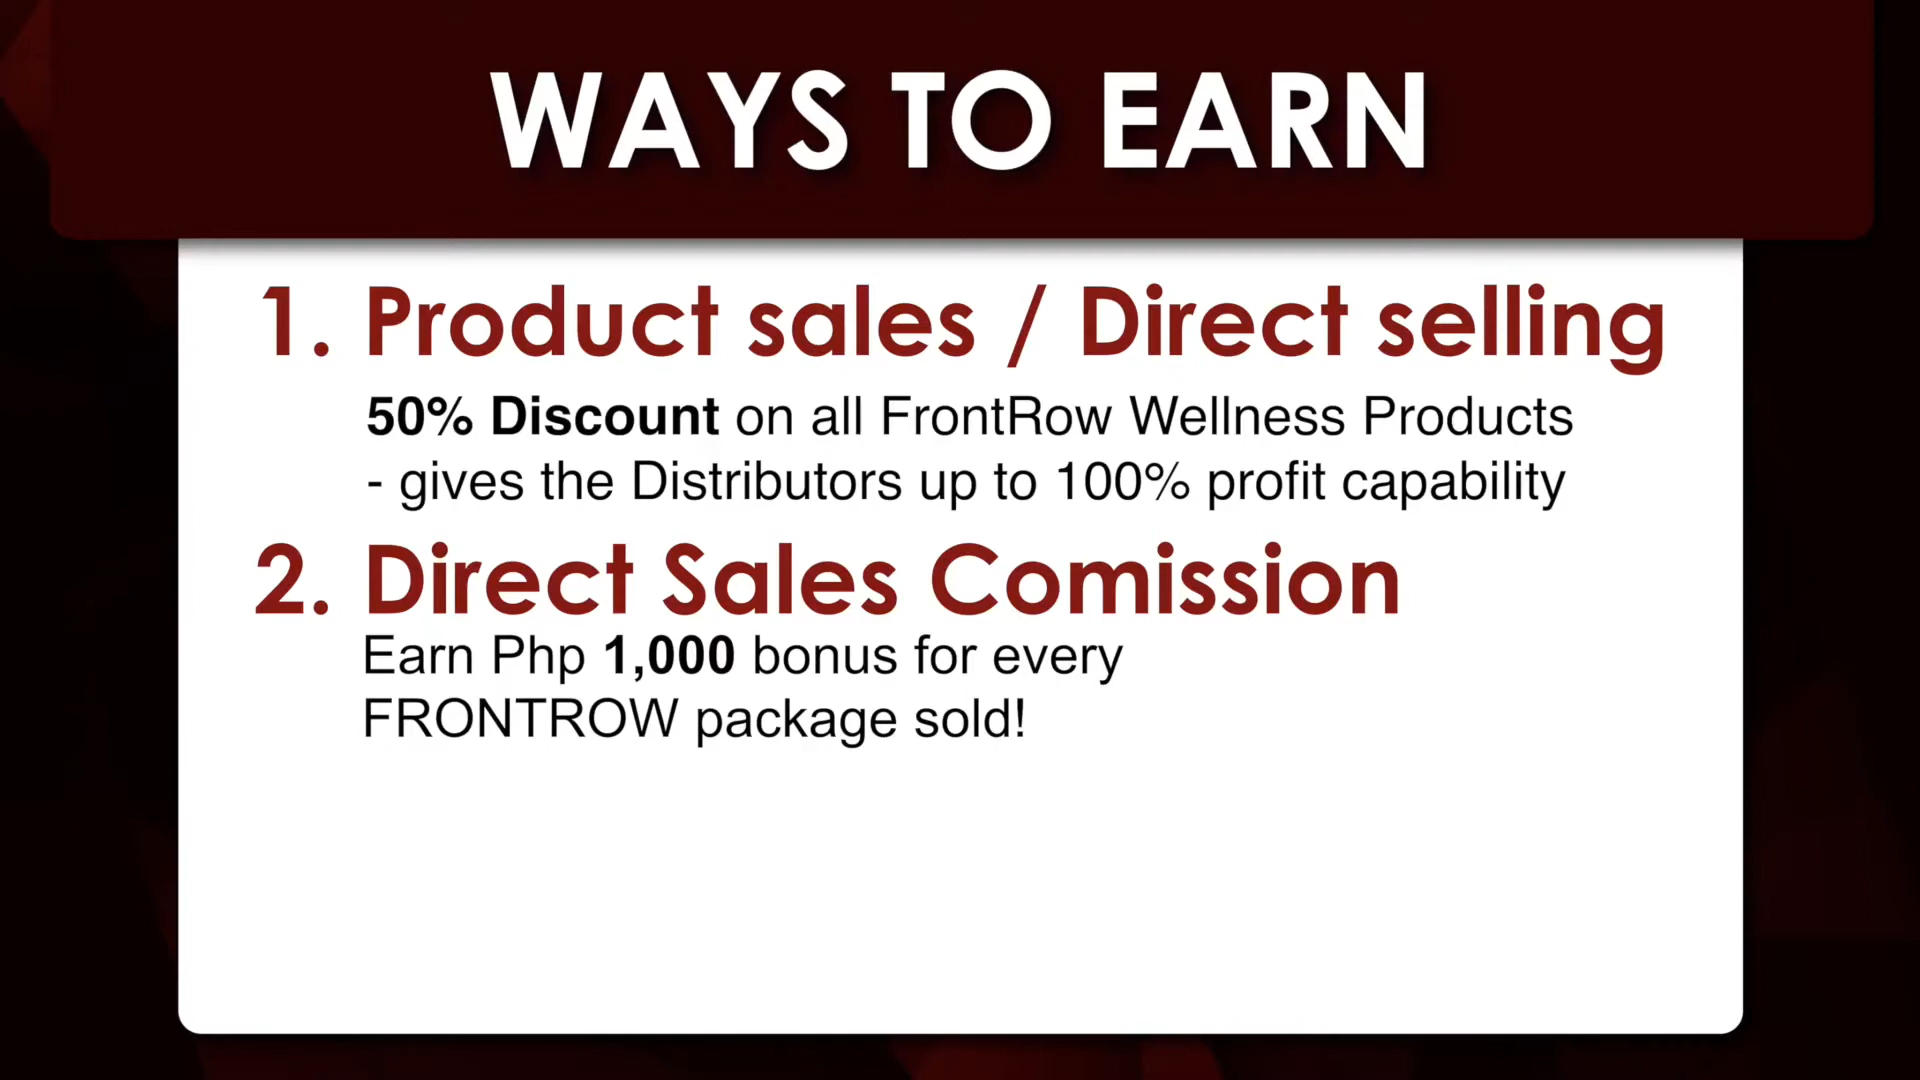 WAYS TO EARN
1. Product sales / Direct selling
50% Discount on all FrontRow Wellness Products
- gives the Distributors up to 100% profit capability
2. Direct Sales Comission
Earn Php 1,000 bonus for every
FRONTROW package sold!